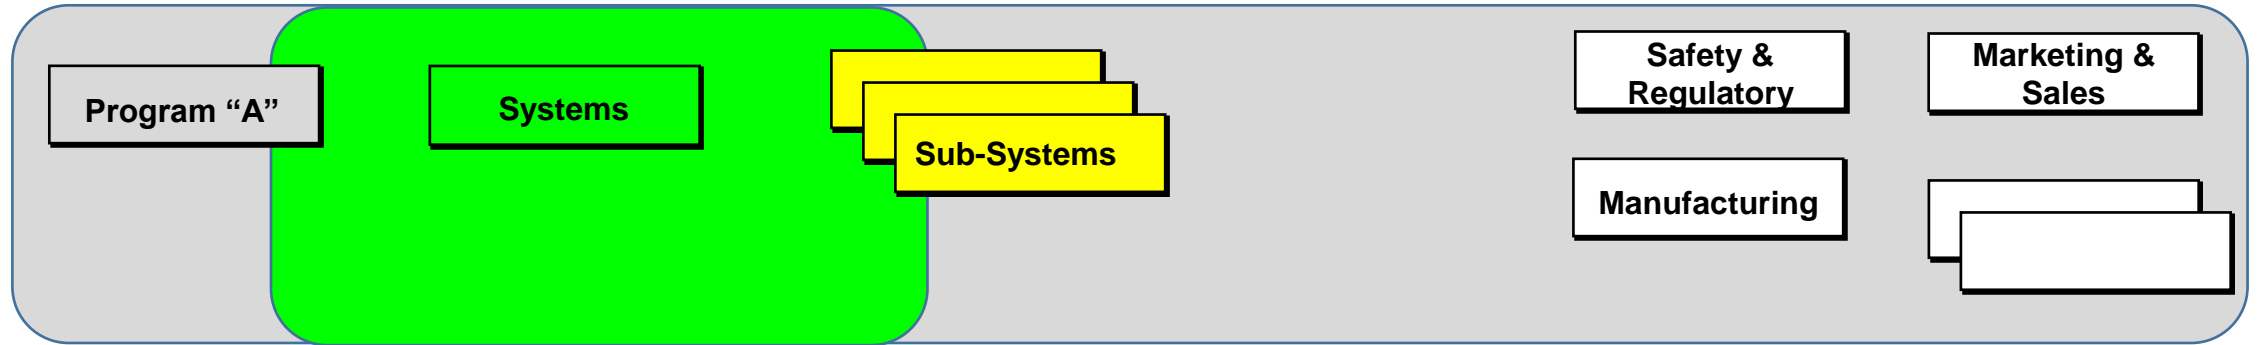 Program “A”
Systems
Sub-Systems
Safety &
Regulatory
Marketing &
Sales
Manufacturing